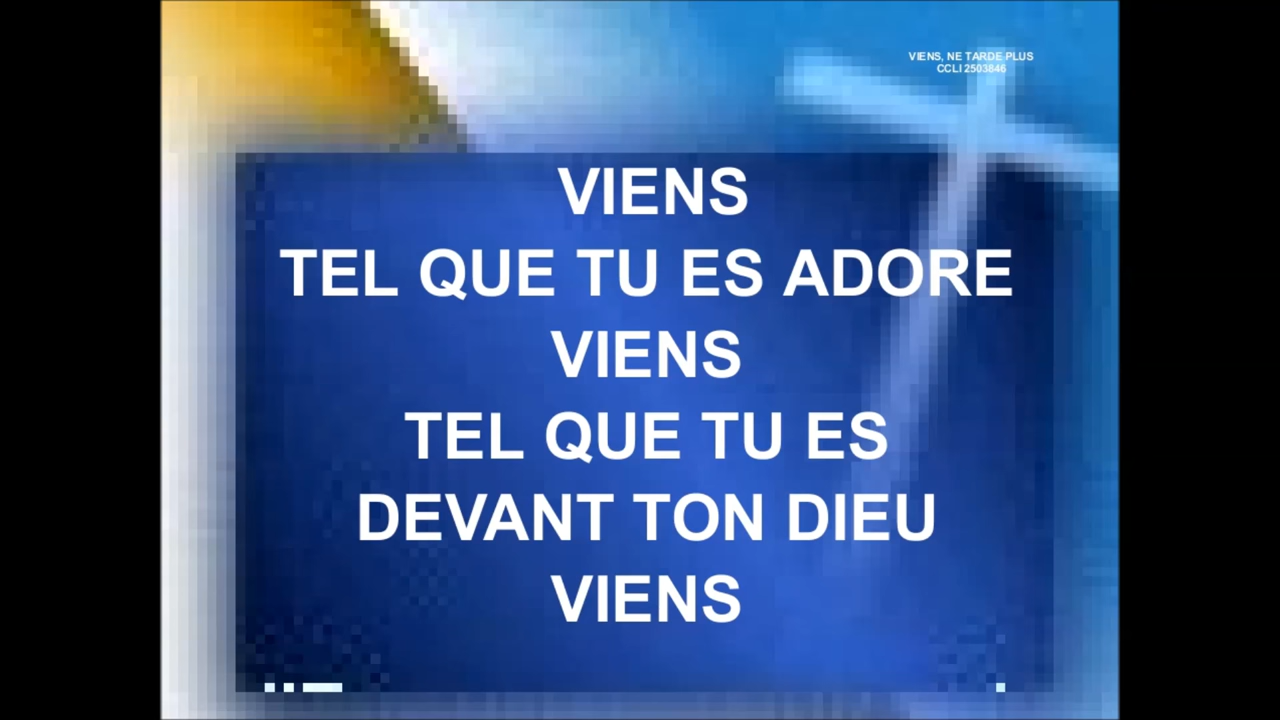 VIENS, NE TARDE PLUS
CCLI 2503846
VIENS
TEL QUE TU ES ADORE
VIENS
TEL QUE TU ES
DEVANT TON DIEU
VIENS